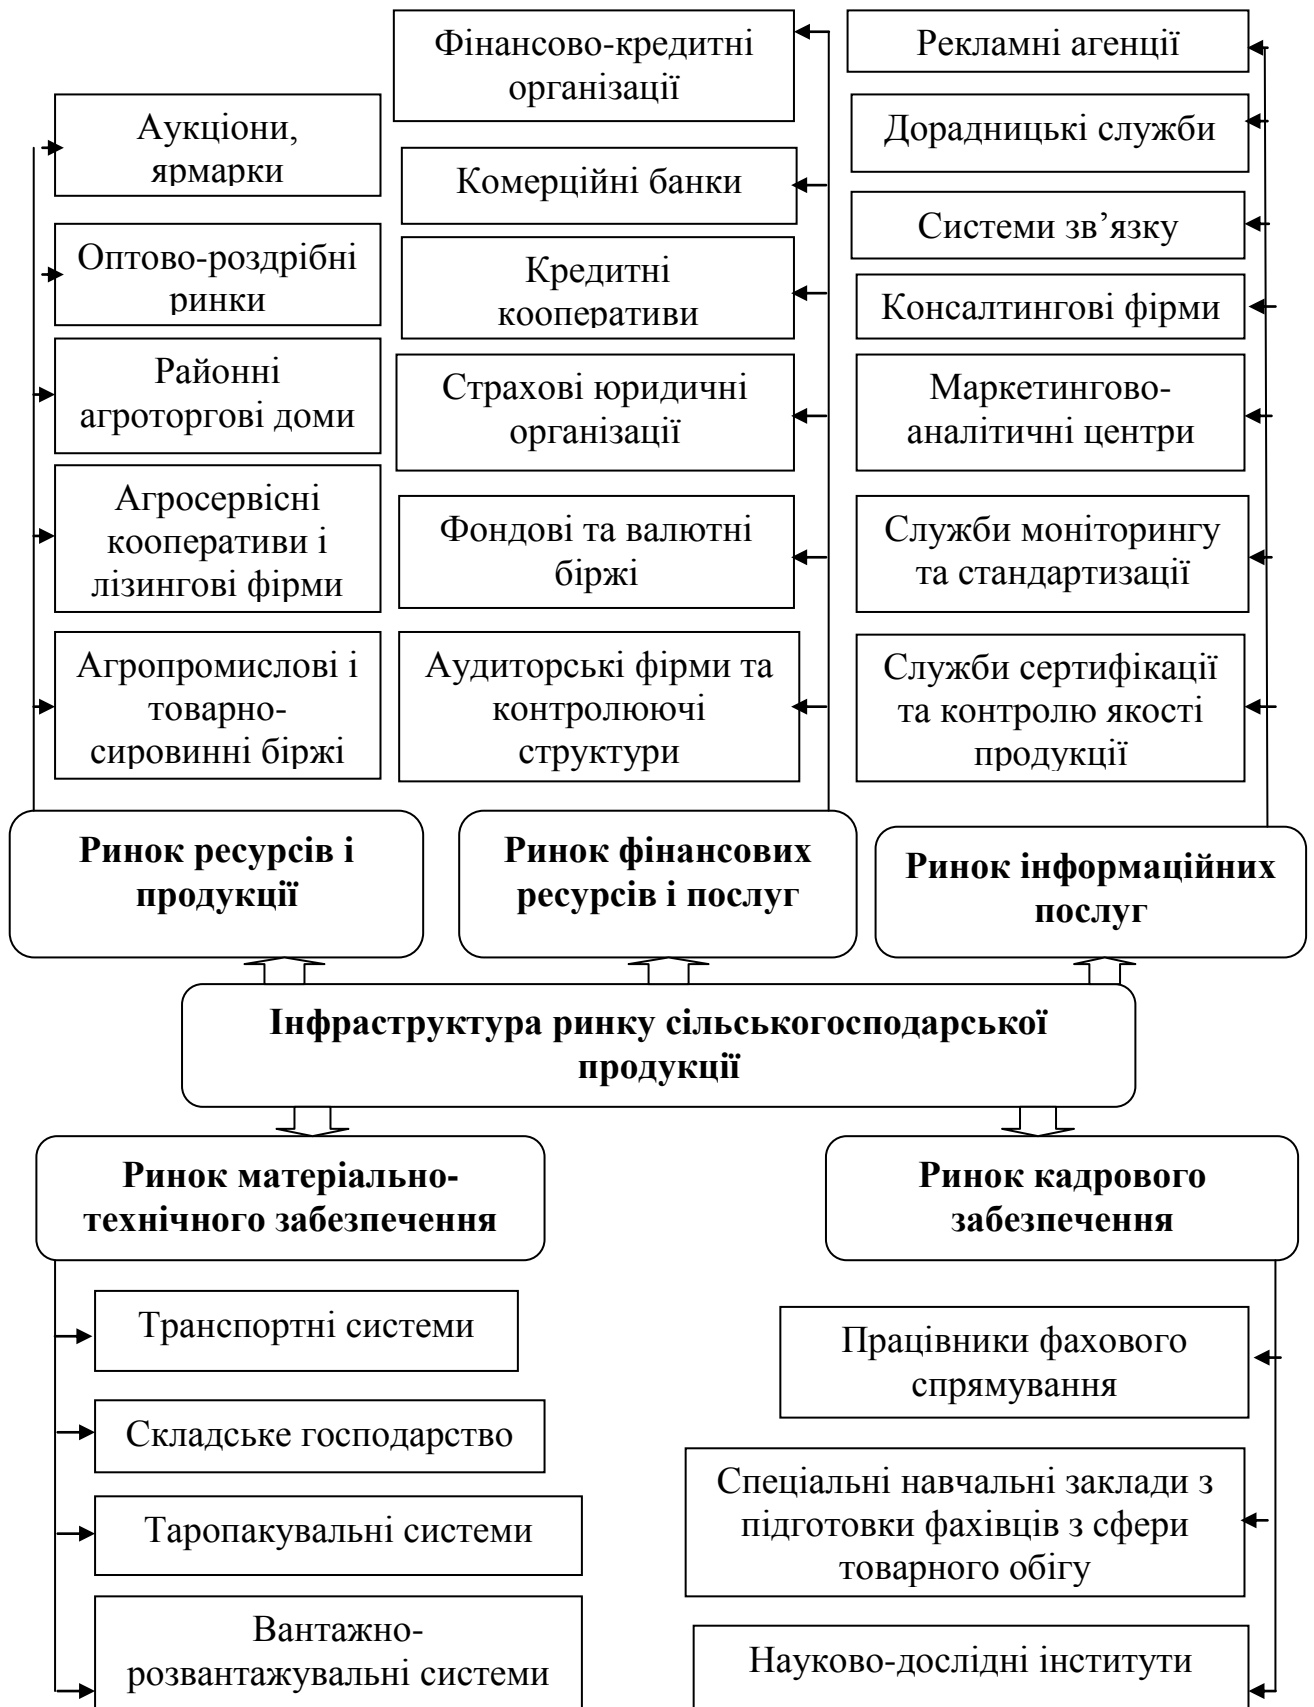 Фінансово-кредитні
організації
Рекламні агенції
Аукціони,
ярмарки
Дорадницькі служби
Комерційні банки
Системи зв’язку
Оптово-роздрібні
ринки
Кредитні
кооперативи
Консалтингові фірми
Районні
агроторгові доми
Страхові юридичні
організації
Маркетингово-
аналітичні центри
Агросервісні
кооперативи і
лізингові фірми
Фондові та валютні
біржі
Служби моніторингу
та стандартизації
Агропромислові і
товарно-
сировинні біржі
Аудиторські фірми та
контролюючі
структури
Служби сертифікації
та контролю якості
продукції
Ринок ресурсів і
продукції
Ринок фінансових
ресурсів і послуг
Ринок інформаційних
послуг
Інфраструктура ринку сільськогосподарської
продукції
Ринок матеріально-
технічного забезпечення
Ринок кадрового
забезпечення
Транспортні системи
Складське господарство
Таропакувальні системи
Вантажно-
розвантажувальні системи
Працівники фахового
спрямування
Спеціальні навчальні заклади з
підготовки фахівців з сфери
товарного обігу
Науково-дослідні інститути